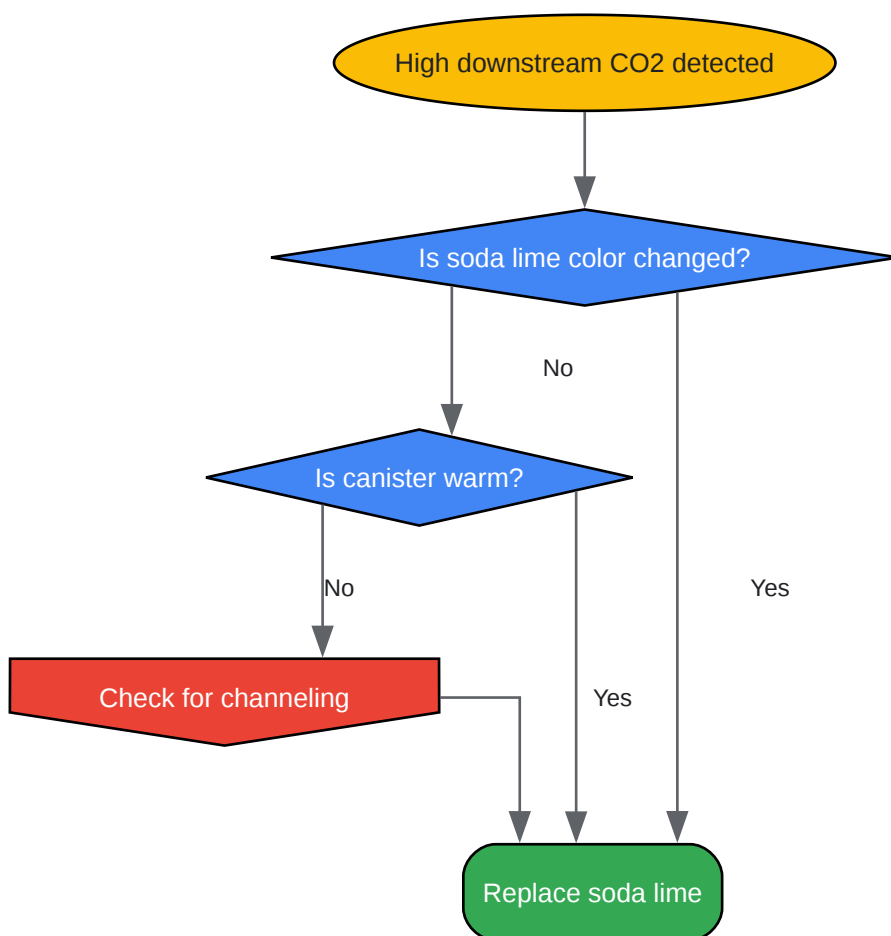 High downstream CO2 detected
Is soda lime color changed?
No
Is canister warm?
No
Yes
Check for channeling
Yes
Replace soda lime